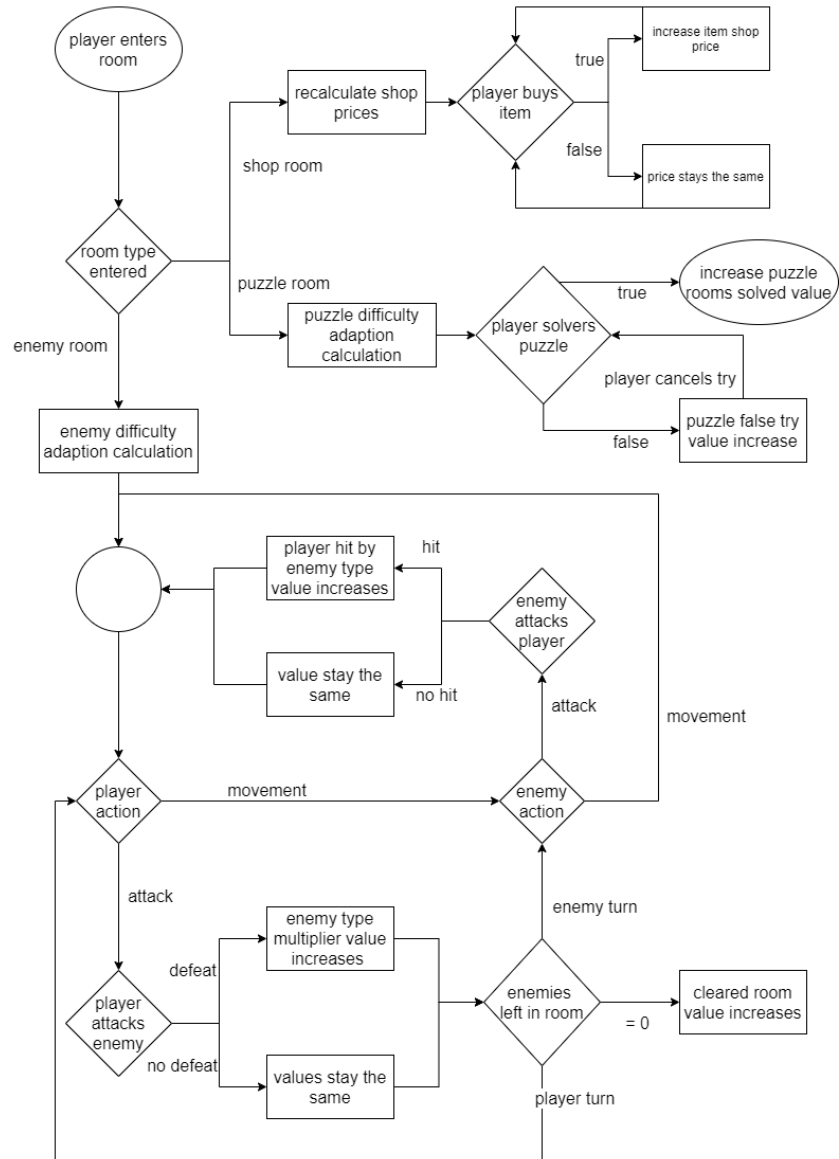 player enters
room
increase item shop
price
true
recalculate shop
prices
player buys
item
false
shop room
price stays the same
room type
entered
puzzle room
increase puzzle
rooms solved value
true
puzzle difficulty
adaption
calculation
player solvers
puzzle
enemy room
player cancels try
false
puzzle false try
value increase
enemy difficulty
adaption calculation
player hit by
enemy type
value increases
hit
enemy
attacks
player
value stay the
same
no hit
attack
movement
player
action
movement
enemy
action
attack
enemy turn
enemy type
multiplier value
increases
defeat
player
attacks
enemy
enemies
left in room
= 0
cleared room
value increases
no defeat
values stay the
same
player turn